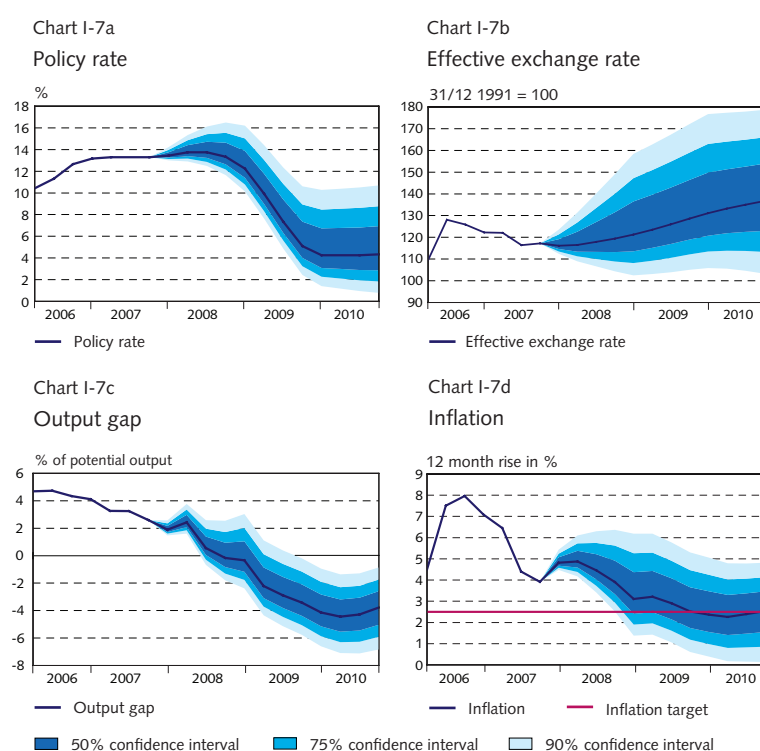 Chart I-7a
Policy rate
%
18
16
14
12
10
8
6
4
2
0
2006 2007 2008 2009 2010
Policy rate
Chart I-7b
Effective exchange rate
31/12 1991 = 100
180
170
160
150
140
130
120
110
100
90
2006 2007 2008 2009 2010
Effective exchange rate
Chart I-7c
Output gap
% of potential output
6
4
2
0
-2
-4
-6
-8
2006 2007 2008 2009 2010
Output gap
Chart I-7d
Inflation
12 month rise in %
9
8
7
6
5
4
3
2
1
0
2006 2007 2008 2009 2010
Inflation Inflation target
50% confidence interval 75% confidence interval 90% confidence interval